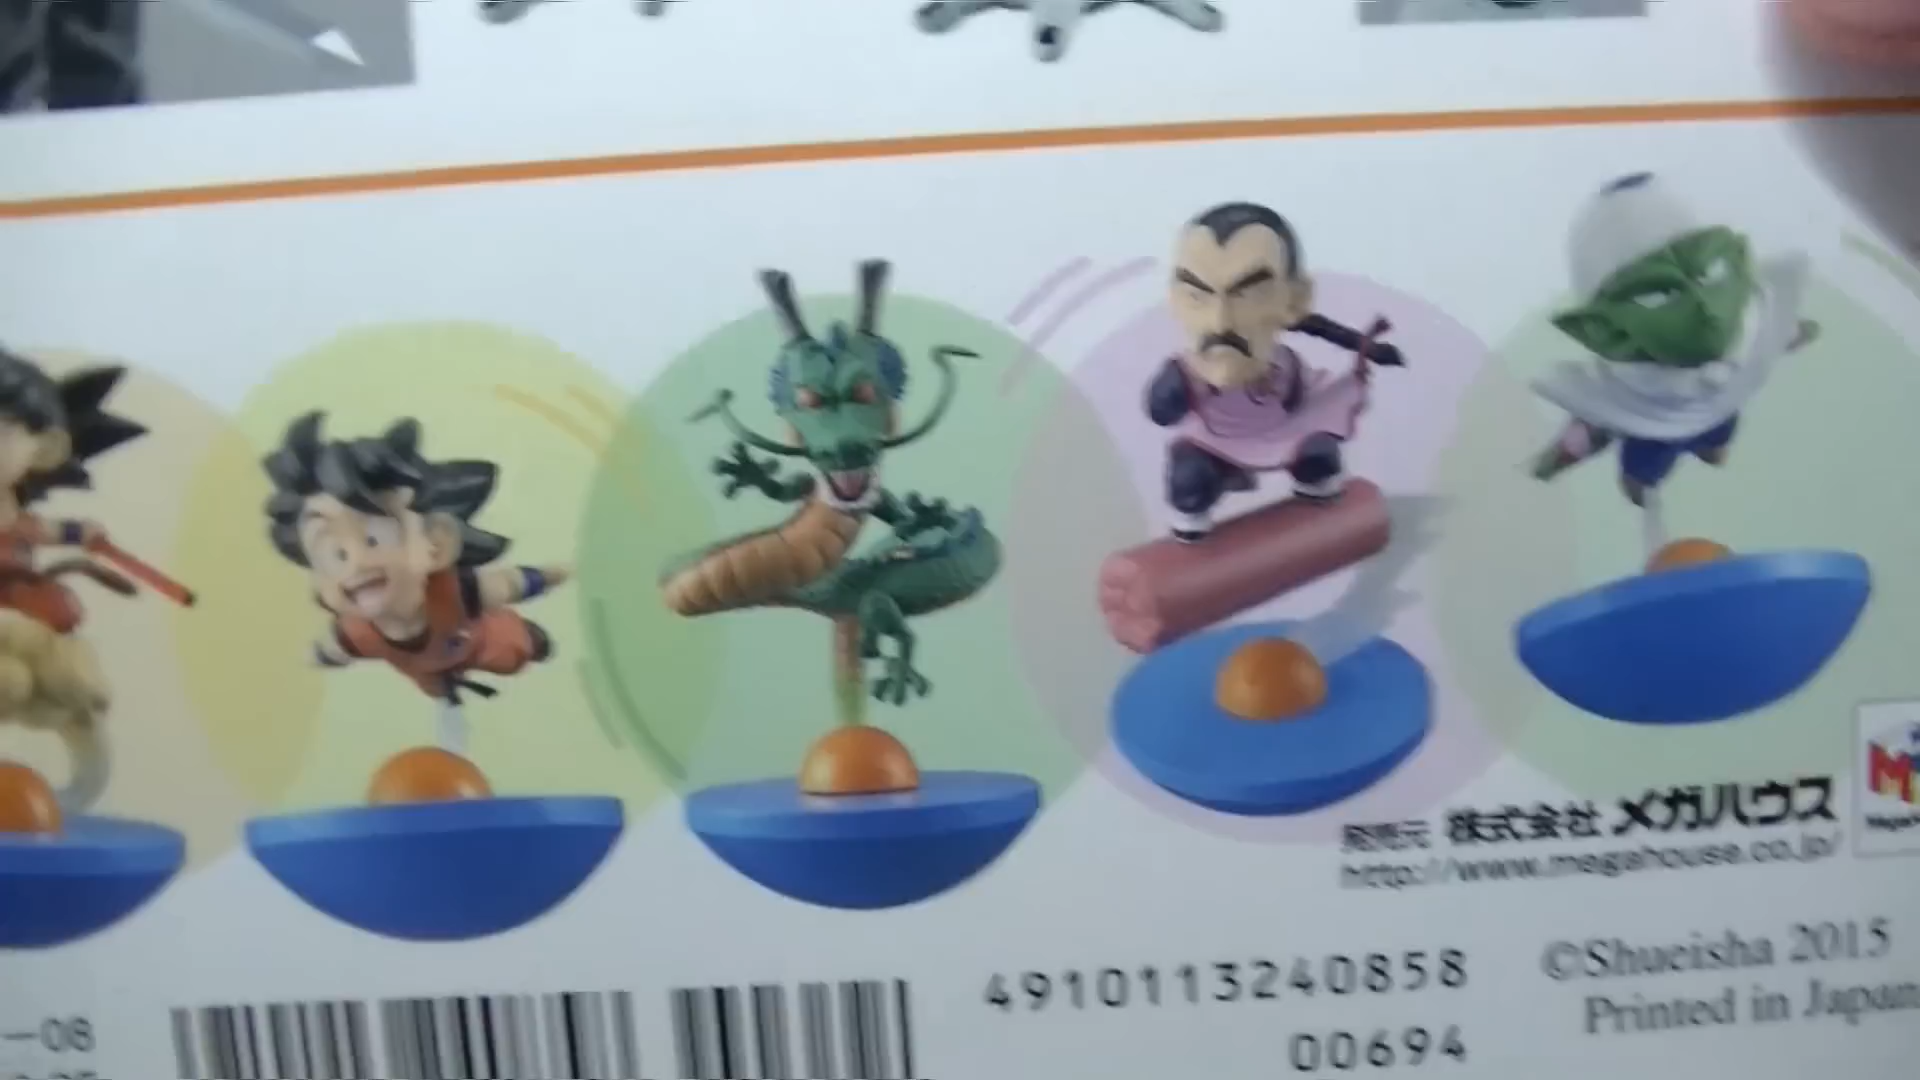 発売元 株式会社 メガハウス
http://www.megahouse.co.jp/
4910113240858
00694
©Shueisha 2015
Printed in Japan
-08